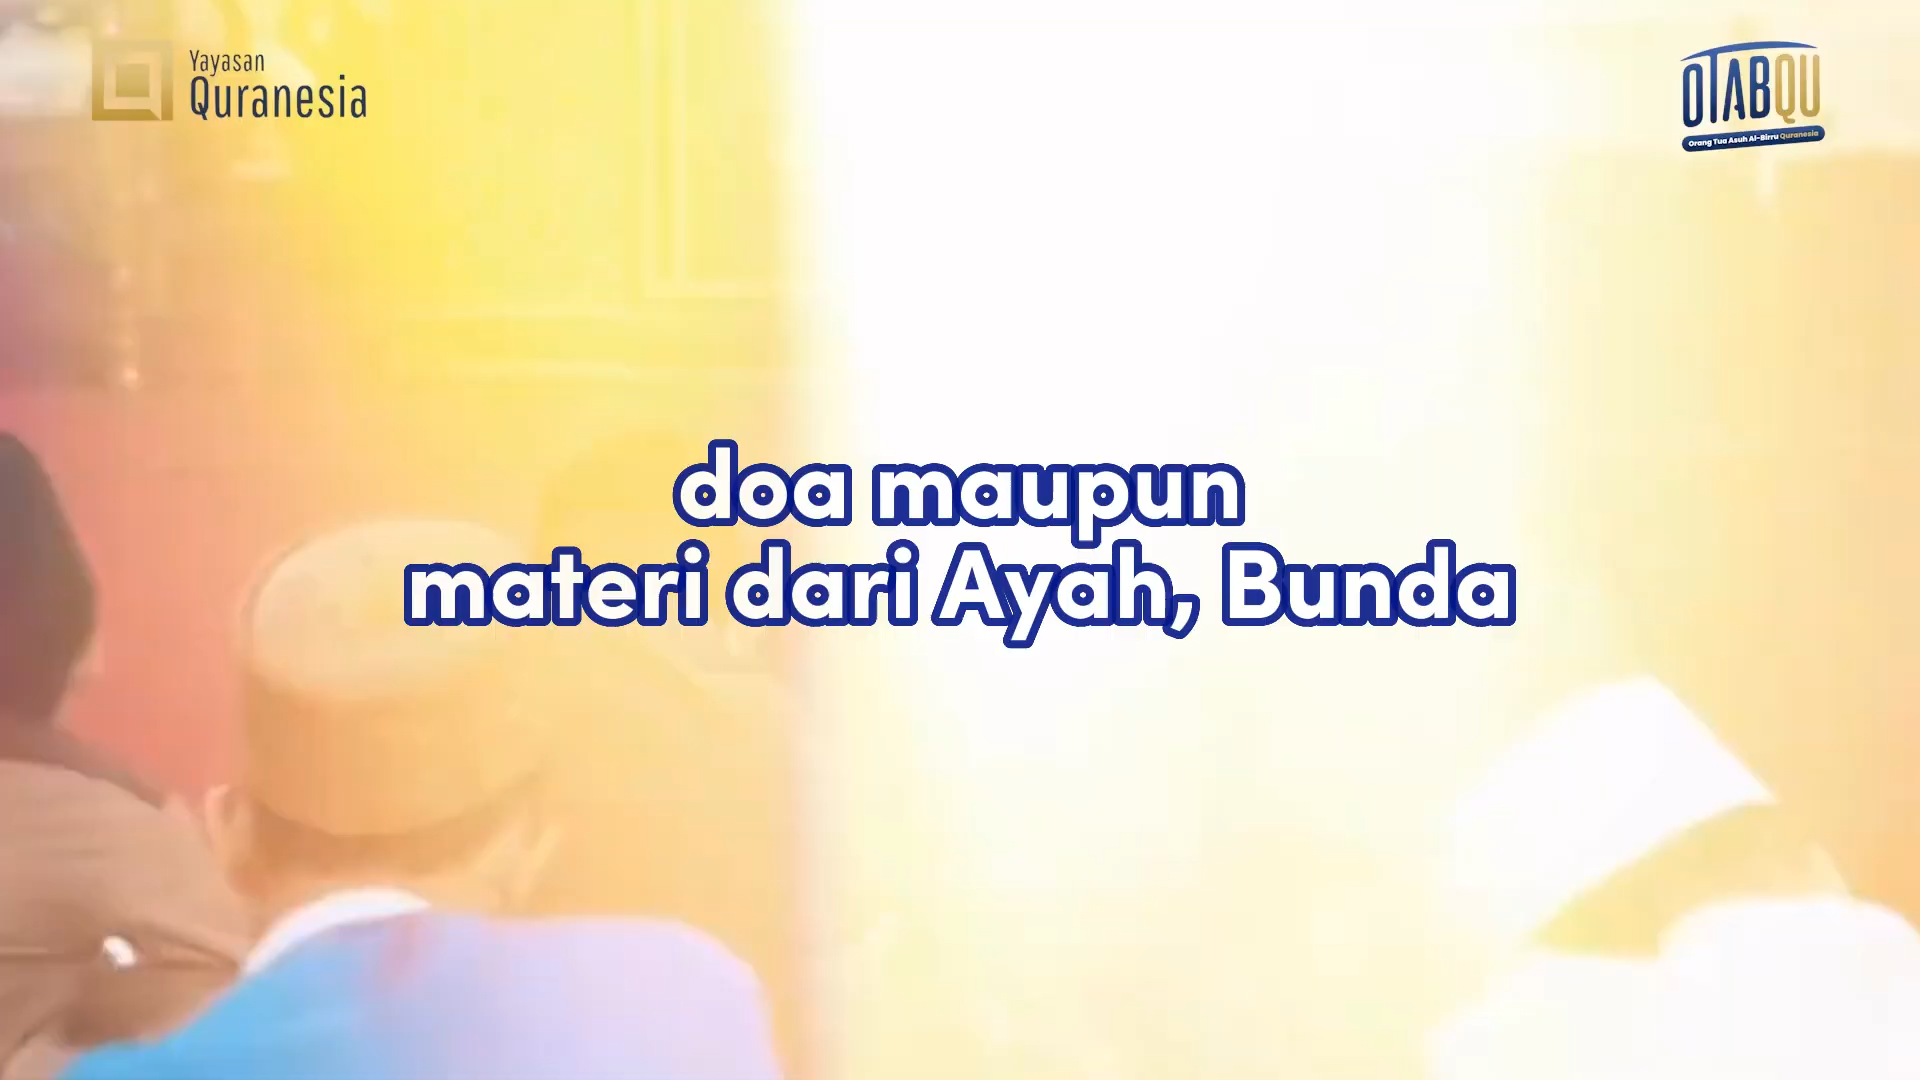 Yayasan
Quranesia
OTABQU
Orang Tua Asuh Al-Birru Quranesia
doa maupun
materi dari Ayah, Bunda